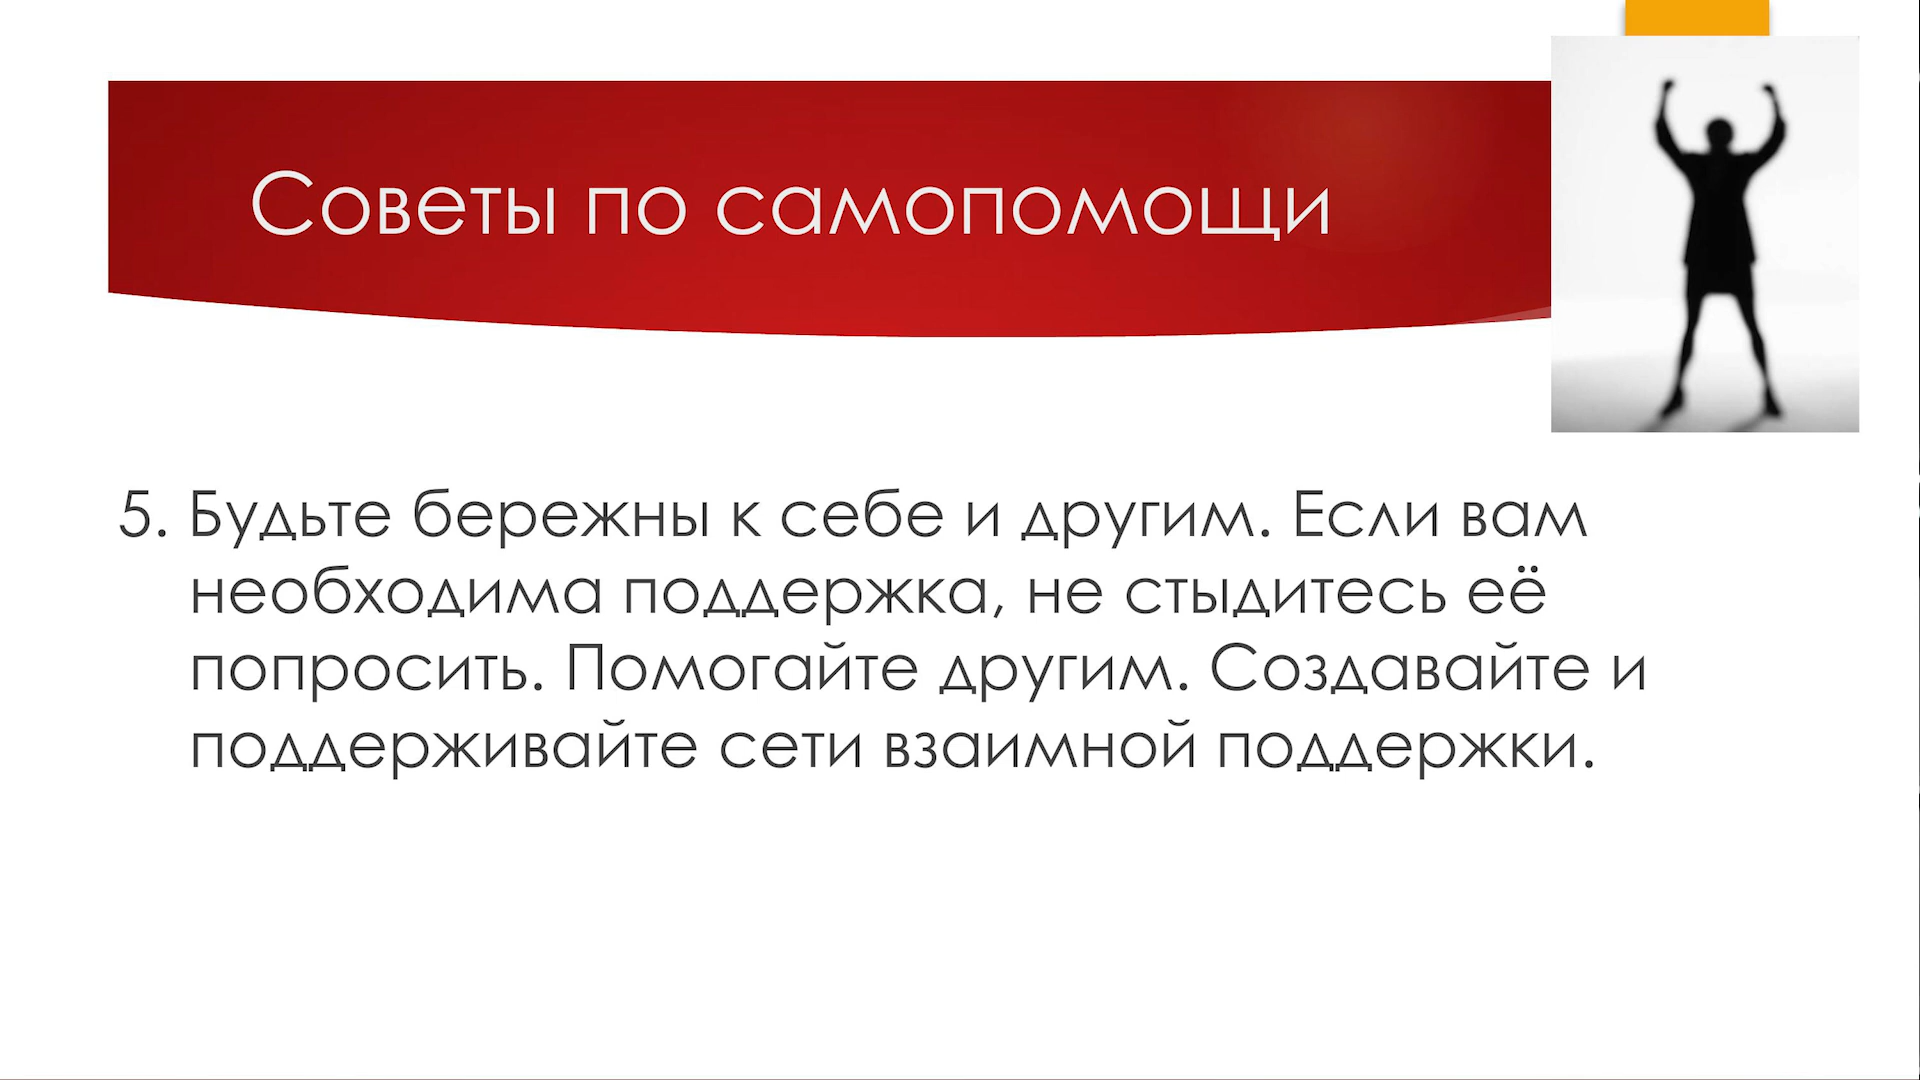 Советы по самопомощи
5. Будьте бережны к себе и другим. Если вам
необходима поддержка, не стыдитесь её
попросить. Помогайте другим. Создавайте и
поддерживайте сети взаимной поддержки.